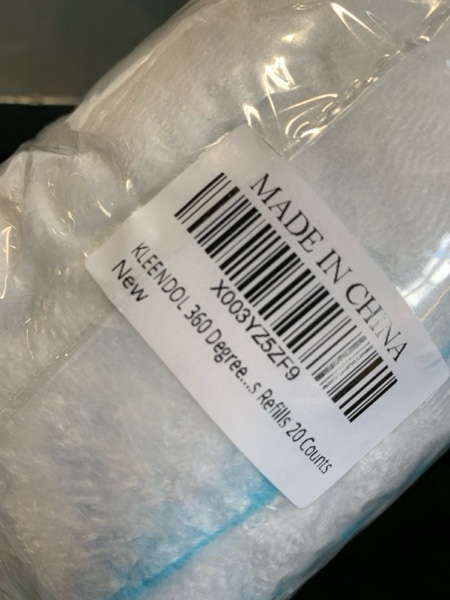 MADE IN CHINA
X003YZ5ZF9
KLEENDOL 360 Degree...s Refills 20 Counts
New